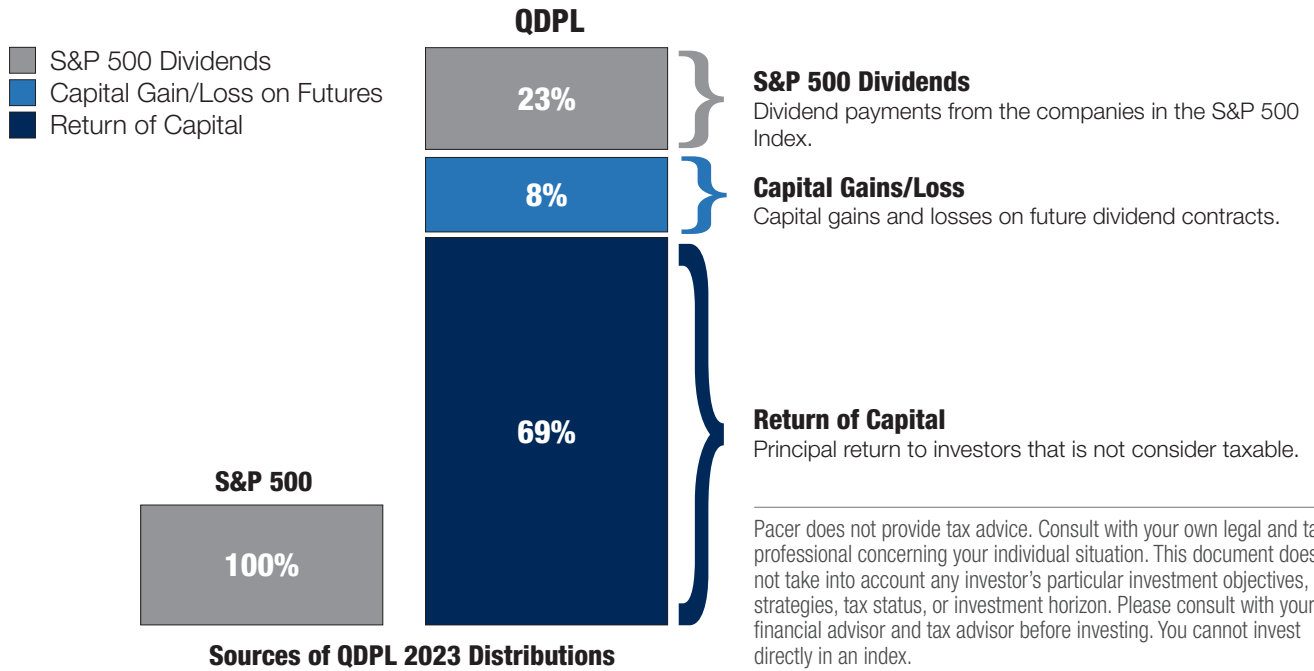 QDPL
S&P 500 Dividends
Capital Gain/Loss on Futures
Return of Capital
23%
8%
69%
S&P 500
100%
Sources of QDPL 2023 Distributions
S&P 500 Dividends
Dividend payments from the companies in the S&P 500
Index.
Capital Gains/Loss
Capital gains and losses on future dividend contracts.
Return of Capital
Principal return to investors that is not consider taxable.
Pacer does not provide tax advice. Consult with your own legal and ta
professional concerning your individual situation. This document does
not take into account any investor’s particular investment objectives,
strategies, tax status, or investment horizon. Please consult with your
financial advisor and tax advisor before investing. You cannot invest
directly in an index.